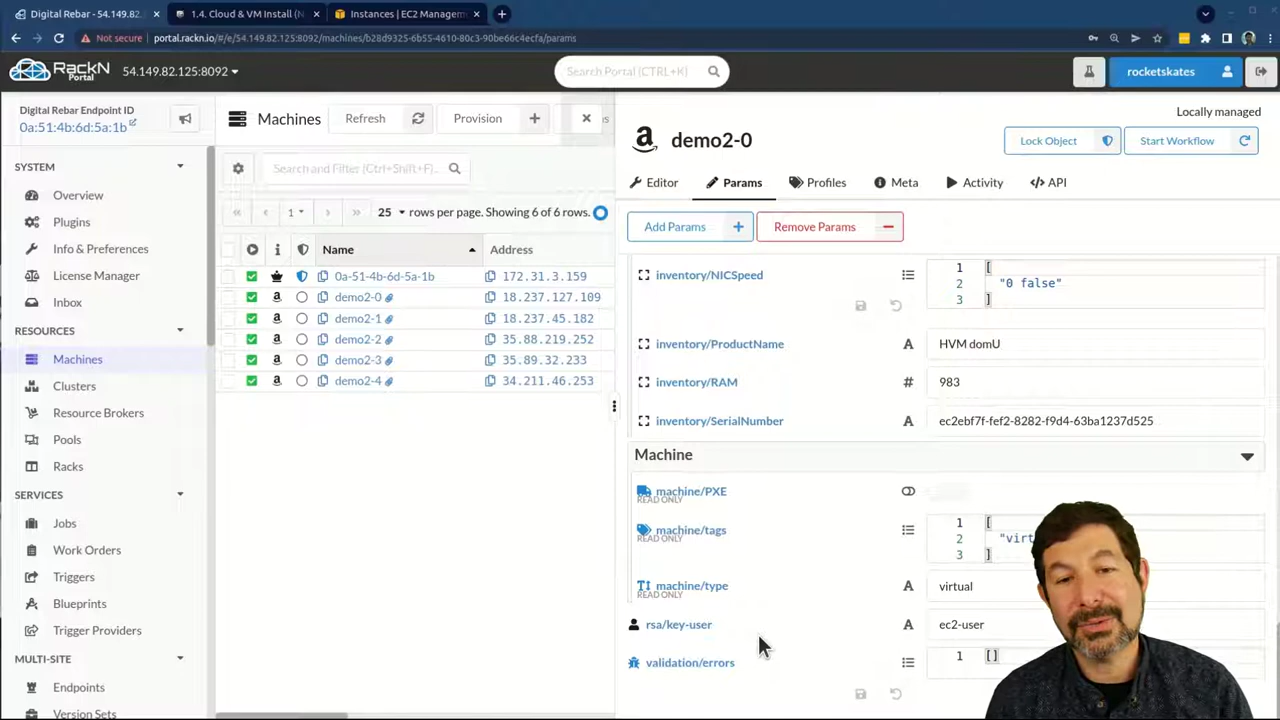 Digital Rebar - 54.149.82.
1.4. Cloud & VM Install (
Instances | EC2 Managem
Not secure
portal.rackn.io/#/e/54.149.82.125:8092/machines/b28d9325-6b55-4610-80c3-90be66c4ecfa/params
RackN
Portal
54.149.82.125:8092
Search Portal (CTRL+K)
rocketskates
Digital Rebar Endpoint ID
0a:51:4b:6d:5a:1b
SYSTEM
Overview
Plugins
Info & Preferences
License Manager
Inbox
RESOURCES
Machines
Clusters
Resource Brokers
Pools
Racks
SERVICES
Jobs
Work Orders
Triggers
Blueprints
Trigger Providers
MULTI-SITE
Endpoints
Version Sets
Machines
Refresh
Provision
Search and Filter (Ctrl+Shift+F)...
1
25 rows per page. Showing 6 of 6 rows.
Name Address
0a-51-4b-6d-5a-1b 172.31.3.159
demo2-0 18.237.127.109
demo2-1 18.237.45.182
demo2-2 35.88.219.252
demo2-3 35.89.32.233
demo2-4 34.211.46.253
Locally managed
demo2-0
Lock Object
Start Workflow
Editor
Params
Profiles
Meta
Activity
API
Add Params
Remove Params
inventory/NICSpeed
1 [
2 "0 false"
3 ]
inventory/ProductName A HVM domU
inventory/RAM # 983
inventory/SerialNumber A ec2ebf7f-fef2-8282-f9d4-63ba1237d525
Machine
machine/PXE
READ ONLY
machine/tags
READ ONLY
1 [
2 "virt
3 ]
machine/type A virtual
READ ONLY
rsa/key-user A ec2-user
validation/errors 1 []